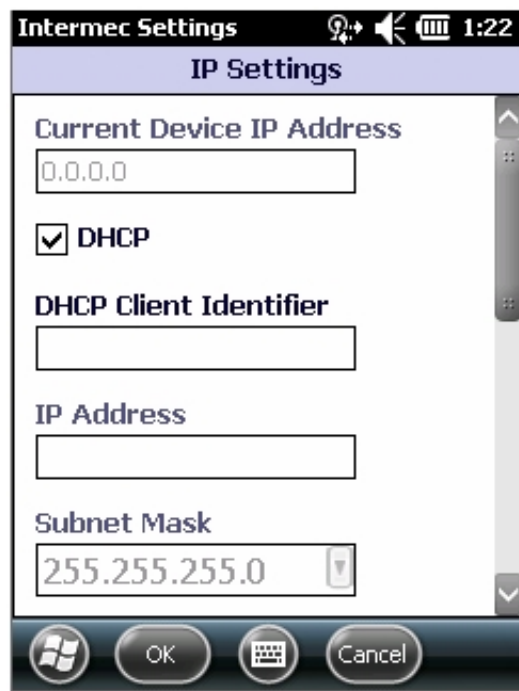 Intermec Settings 1:22
IP Settings
Current Device IP Address
0.0.0.0
DHCP
DHCP Client Identifier
IP Address
Subnet Mask
255.255.255.0
OK Cancel